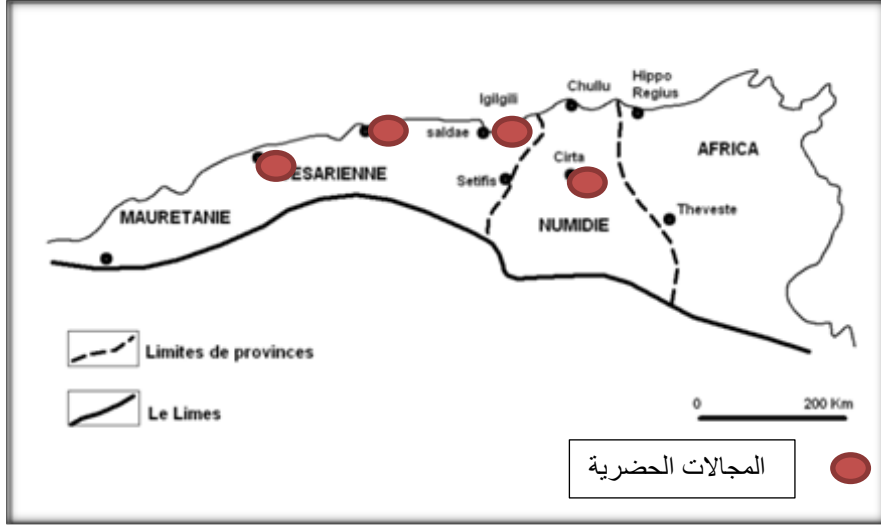 Hippo
Regius
Chullu
Igilgili
saldae
AFRICA
Cirta
ESARIENNE
Setifis
MAURETANIE
Theveste
NUMIDIE
Limites de provinces
Le Limes
0 200 Km
المجالات الحضرية